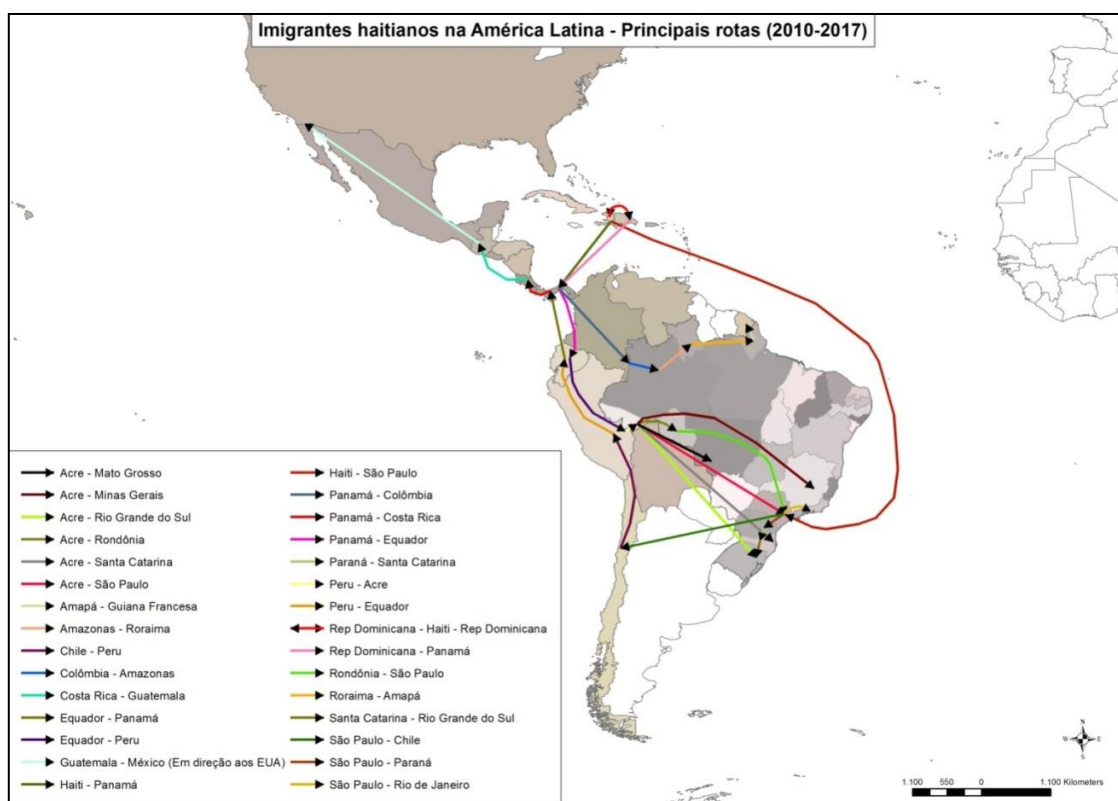 Imigrantes haitianos na América Latina - Principais rotas (2010-2017)
Acre - Mato Grosso
Acre - Minas Gerais
Acre - Rio Grande do Sul
Acre - Rondônia
Acre - Santa Catarina
Acre - São Paulo
Amapá - Guiana Francesa
Amazonas - Roraima
Chile - Peru
Colômbia - Amazonas
Costa Rica - Guatemala
Equador - Panamá
Equador - Peru
Guatemala - México (Em direção aos EUA)
Haiti - Panamá
Haiti - São Paulo
Panamá - Colômbia
Panamá - Costa Rica
Panamá - Equador
Paraná - Santa Catarina
Peru - Acre
Peru - Equador
Rep Dominicana - Haiti - Rep Dominicana
Rep Dominicana - Panamá
Rondônia - São Paulo
Roraima - Amapá
Santa Catarina - Rio Grande do Sul
São Paulo - Chile
São Paulo - Paraná
São Paulo - Rio de Janeiro
N
W E
S
1.100 550 0 1.100 Kilometers